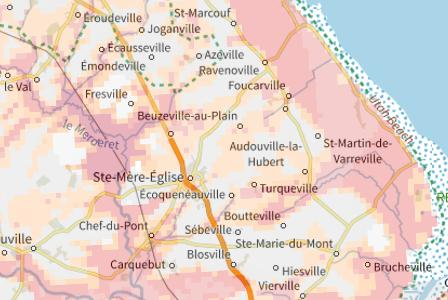 St-Marcouf
Éroudeville
Joganville
Écausseville
Azéville
Émondeville
Ravenoville
le Val
Foucarville
Fresville
Beuzeville-au-Plain
Utah Beach
le Merderet
St-Martin-de-
Varreville
Audouville-la-
Hubert
Ste-Mère-Église
Turqueville
Écoquenéauville
Boutteville
Chef-du-Pont
Sébeville
Ste-Marie-du-Mont
uville
Blosville
Carquebut
Hiesville
Brucheville
Vierville